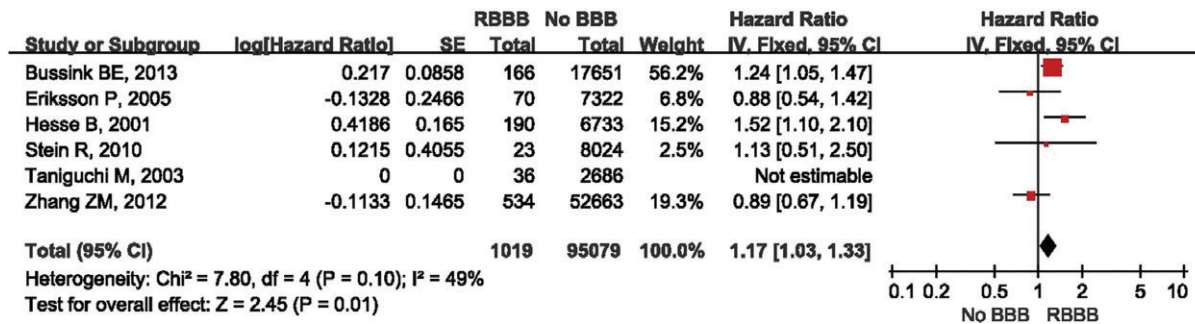 RBBB No BBB Hazard Ratio Hazard Ratio
Study or Subgroup log[Hazard Ratio] SE Total Total Weight IV, Fixed, 95% CI IV, Fixed, 95% CI
Bussink BE, 2013 0.217 0.0858 166 17651 56.2% 1.24 [1.05, 1.47]
Eriksson P, 2005 -0.1328 0.2466 70 7322 6.8% 0.88 [0.54, 1.42]
Hesse B, 2001 0.4186 0.165 190 6733 15.2% 1.52 [1.10, 2.10]
Stein R, 2010 0.1215 0.4055 23 8024 2.5% 1.13 [0.51, 2.50]
Taniguchi M, 2003 0 0 36 2686 Not estimable
Zhang ZM, 2012 -0.1133 0.1465 534 52663 19.3% 0.89 [0.67, 1.19]
Total (95% CI) 1019 95079 100.0% 1.17 [1.03, 1.33]
Heterogeneity: Chi² = 7.80, df = 4 (P = 0.10); I² = 49%
Test for overall effect: Z = 2.45 (P = 0.01)
0.1 0.2 0.5 1 2 5 10
No BBB RBBB